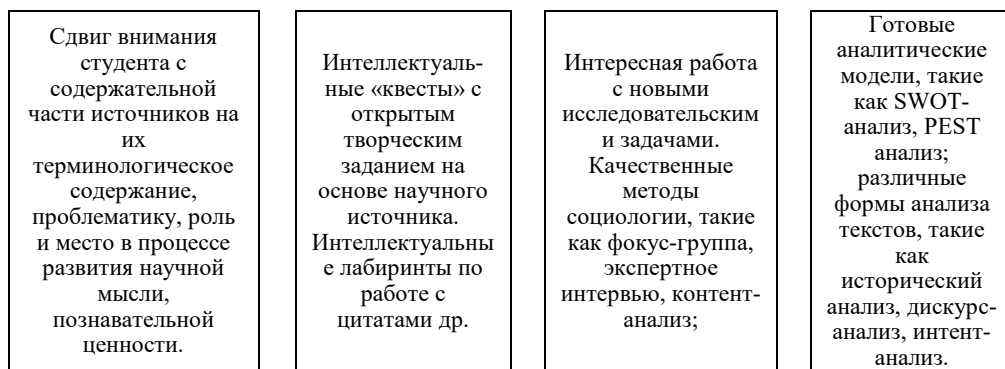 Сдвиг внимания
студента с
содержательной
части источников на
их
терминологическое
содержание,
проблематику, роль
и место в процессе
развития научной
мысли,
познавательной
ценности.
Интеллектуаль-
ные «квесты» с
открытым
творческим
заданием на
основе научного
источника.
Интеллектуальны
е лабиринты по
работе с
цитатами др.
Интересная работа
с новыми
исследовательским
и задачами.
Качественные
методы
социологии, такие
как фокус-группа,
экспертное
интервью, контент-
анализ;
Готовые
аналитические
модели, такие
как SWOT-
анализ, PEST
анализ;
различные
формы анализа
текстов, такие
как
исторический
анализ, дискурс-
анализ, интент-
анализ.